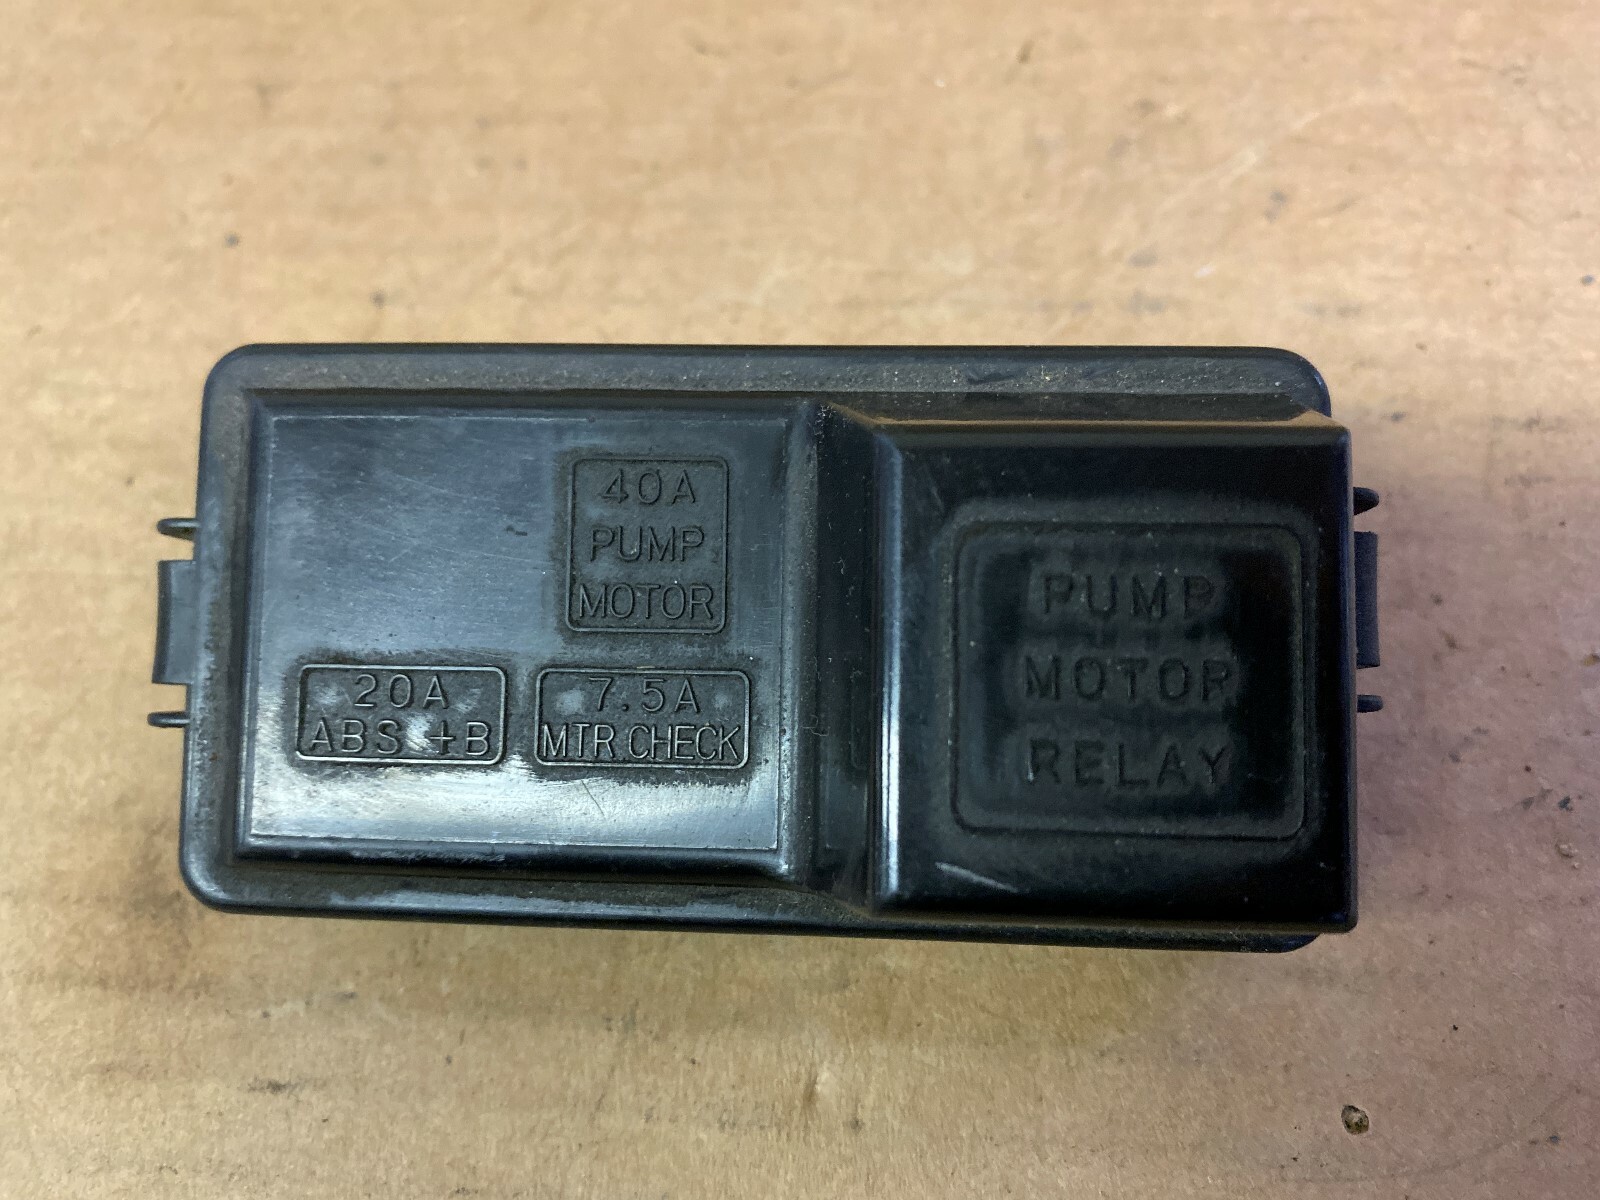 40A
PUMP
MOTOR
20A
ABS +B
7.5A
MTR.CHECK
PUMP
MOTOR
RELAY